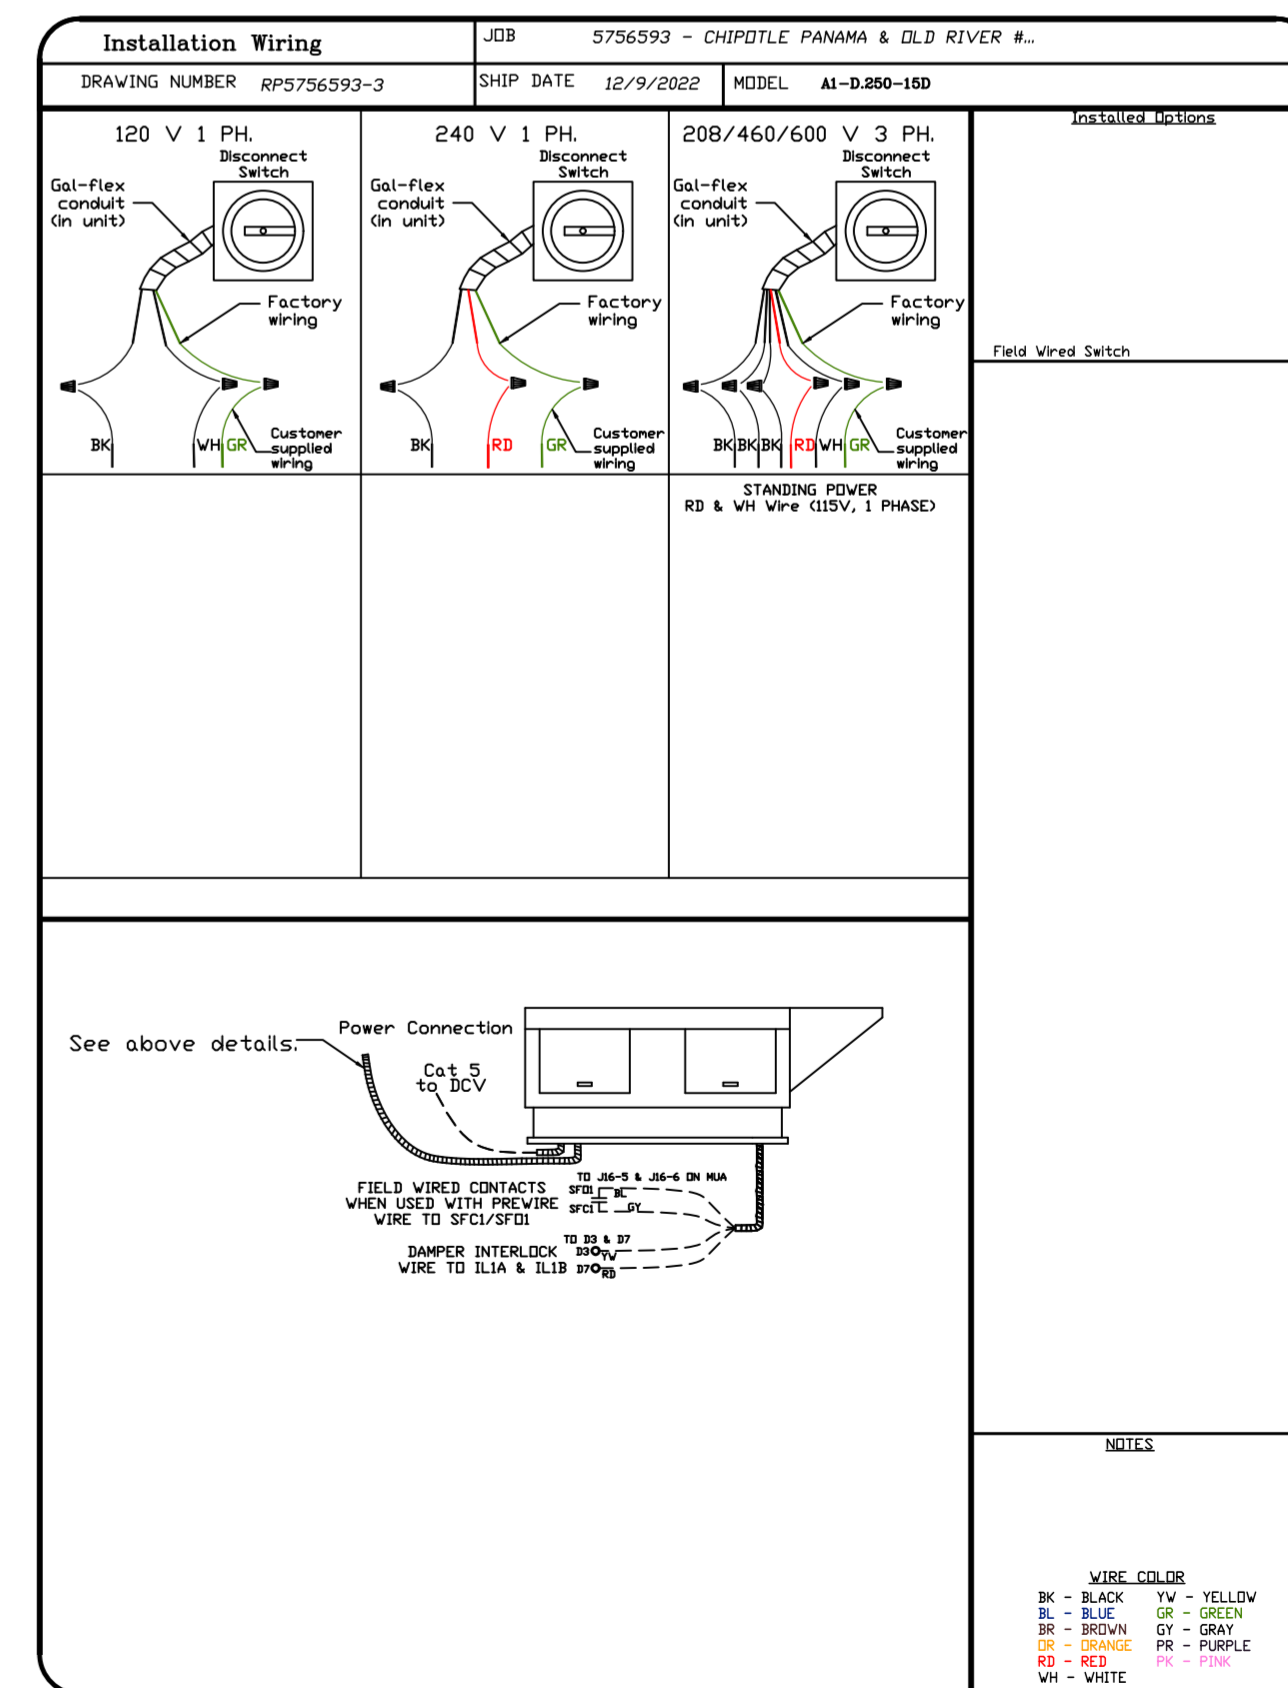 Installation Wiring
JOB 5756593 - CHIPOTLE PANAMA & OLD RIVER #...
DRAWING NUMBER RP5756593-3
SHIP DATE 12/9/2022
MODEL A1-D.250-15D
120 V 1 PH.
Disconnect
Switch
Gal-flex
conduit
(in unit)
Factory
wiring
BK
WH
GR
Customer
supplied
wiring
240 V 1 PH.
Disconnect
Switch
Gal-flex
conduit
(in unit)
Factory
wiring
BK
RD
GR
Customer
supplied
wiring
208/460/600 V 3 PH.
Disconnect
Switch
Gal-flex
conduit
(in unit)
Factory
wiring
BK
BK
BK
RD
WH
GR
Customer
supplied
wiring
STANDING POWER
RD & WH Wire (115V, 1 PHASE)
Installed Options
Field Wired Switch
See above details.
Power Connection
Cat 5
to DCV
FIELD WIRED CONTACTS
WHEN USED WITH PREWIRE
WIRE TO SFC1/SFO1
TO J16-5 & J16-6 ON MUA
SFO1
BL
SFC1
GY
DAMPER INTERLOCK
WIRE TO IL1A & IL1B
TO D3 & D7
D3
YW
D7
RD
NOTES
WIRE COLOR
BK - BLACK YW - YELLOW
BL - BLUE GR - GREEN
BR - BROWN GY - GRAY
OR - ORANGE PR - PURPLE
RD - RED PK - PINK
WH - WHITE